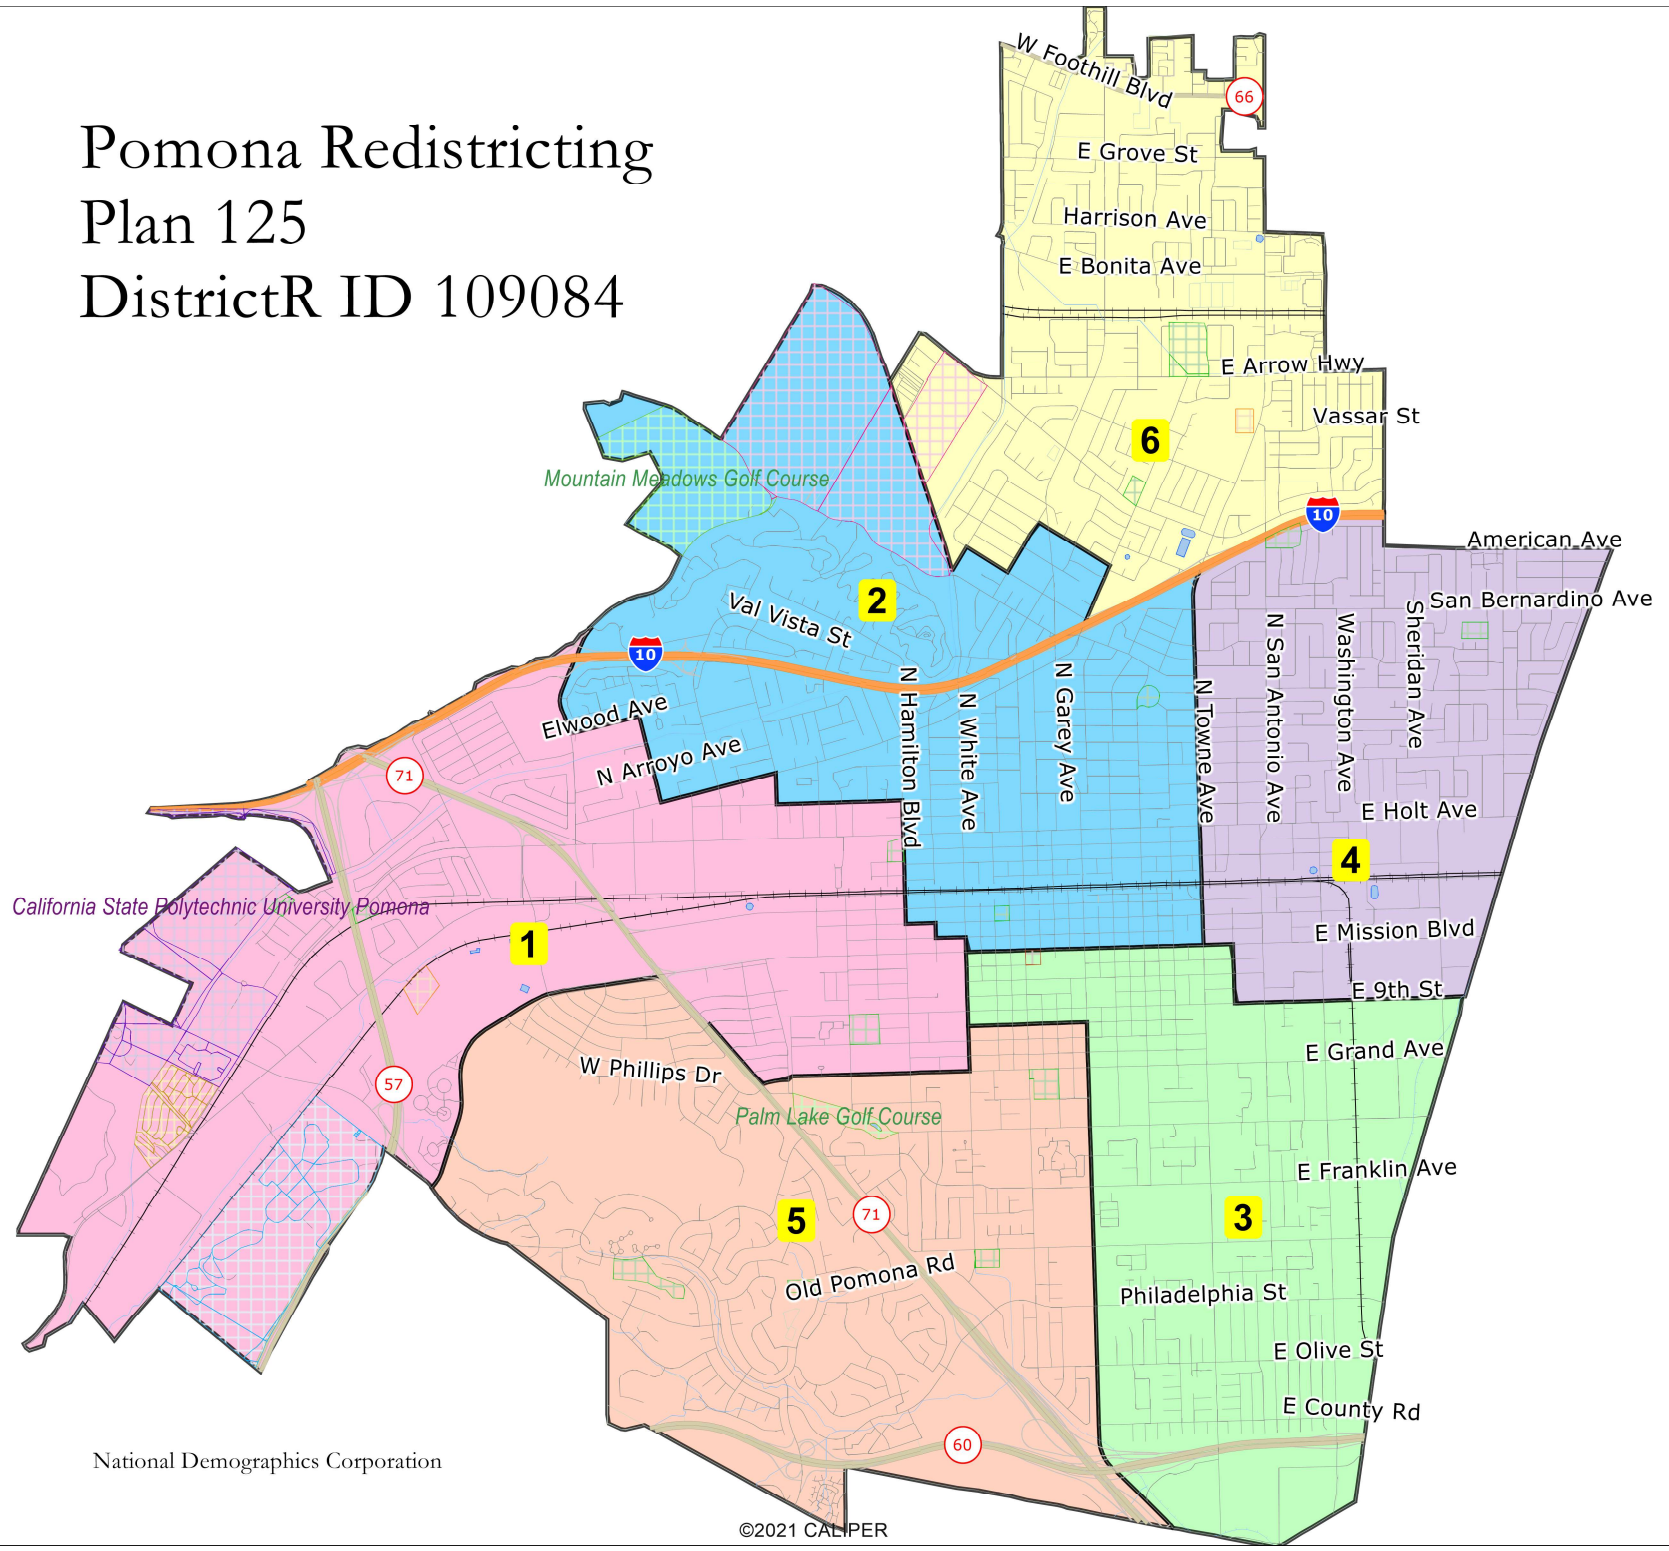 Pomona Redistricting
Plan 125
DistrictR ID 109084
W Foothill Blvd
66
E Grove St
Harrison Ave
E Bonita Ave
E Arrow Hwy
Vassar St
6
Mountain Meadows Golf Course
10
American Ave
San Bernardino Ave
2
Val Vista St
10
Elwood Ave
N Arroyo Ave
N Hamilton Blvd
N White Ave
N Garey Ave
N Towne Ave
N San Antonio Ave
Washington Ave
Sheridan Ave
71
E Holt Ave
4
California State Polytechnic University Pomona
1
E Mission Blvd
E 9th St
E Grand Ave
W Phillips Dr
57
Palm Lake Golf Course
E Franklin Ave
5
71
3
Old Pomona Rd
Philadelphia St
E Olive St
E County Rd
60
National Demographics Corporation
©2021 CALIPER